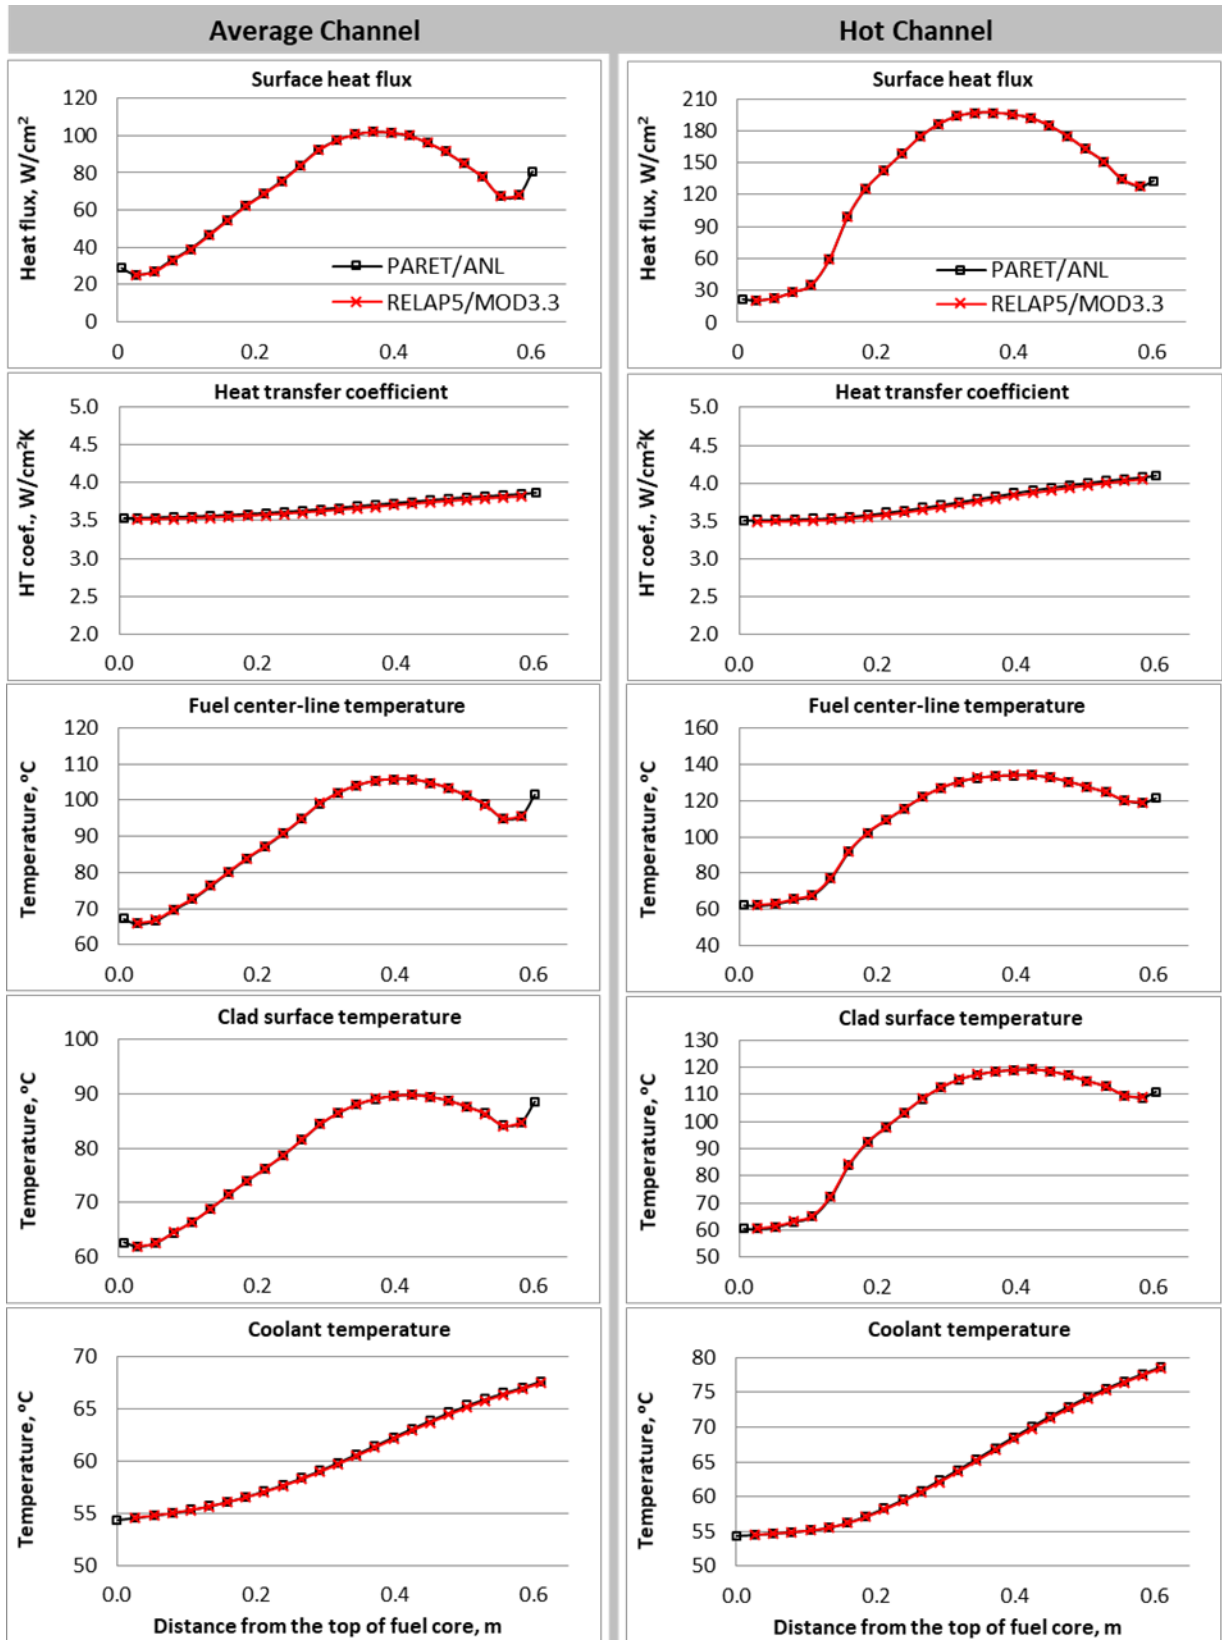 Average Channel
Hot Channel
Surface heat flux
Heat flux, W/cm²
120
100
80
60
40
20
0
PARET/ANL
RELAP5/MOD3.3
0 0.2 0.4 0.6
Surface heat flux
Heat flux, W/cm²
210
180
150
120
90
60
30
0
PARET/ANL
RELAP5/MOD3.3
0 0.2 0.4 0.6
Heat transfer coefficient
HT coef., W/cm²K
5.0
4.5
4.0
3.5
3.0
2.5
2.0
0.0 0.2 0.4 0.6
Heat transfer coefficient
HT coef., W/cm²K
5.0
4.5
4.0
3.5
3.0
2.5
2.0
0.0 0.2 0.4 0.6
Fuel center-line temperature
Temperature, ºC
120
110
100
90
80
70
60
0.0 0.2 0.4 0.6
Fuel center-line temperature
Temperature, ºC
160
140
120
100
80
60
40
0.0 0.2 0.4 0.6
Clad surface temperature
Temperature, ºC
100
90
80
70
60
0.0 0.2 0.4 0.6
Clad surface temperature
Temperature, ºC
130
120
110
100
90
80
70
60
50
0.0 0.2 0.4 0.6
Coolant temperature
Temperature, ºC
70
65
60
55
50
0.0 0.2 0.4 0.6
Distance from the top of fuel core, m
Coolant temperature
Temperature, ºC
80
75
70
65
60
55
50
0.0 0.2 0.4 0.6
Distance from the top of fuel core, m